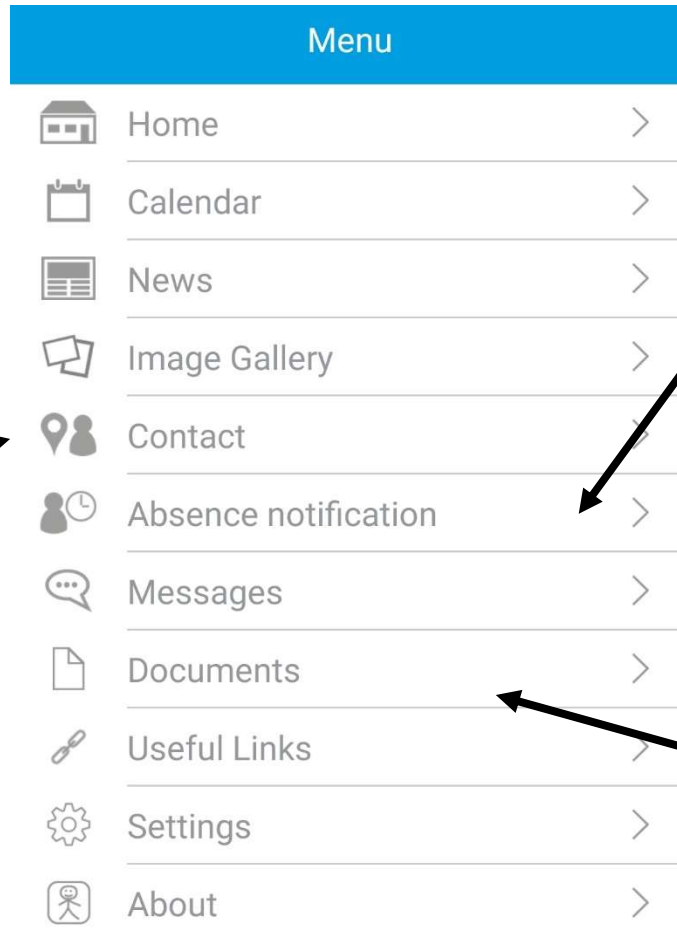 Menu
Home
Calendar
News
Image Gallery
Contact
Absence notification
Messages
Documents
Useful Links
Settings
About